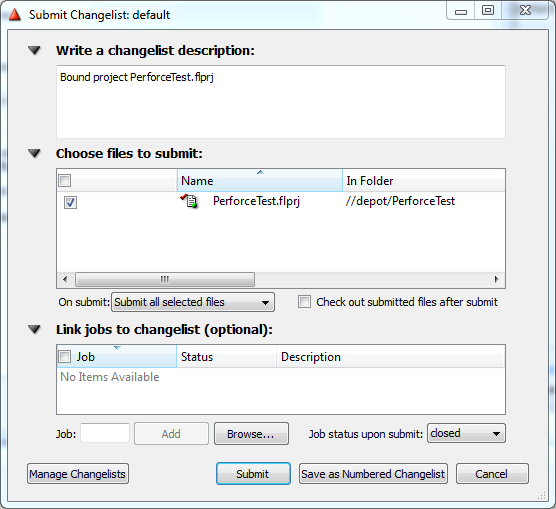 Submit Changelist: default
Write a changelist description:
Bound project PerforceTest.flprj
Choose files to submit:
Name In Folder
PerforceTest.flprj //depot/PerforceTest
On submit: Submit all selected files Check out submitted files after submit
Link jobs to changelist (optional):
Job Status Description
No Items Available
Job: Add Browse... Job status upon submit: closed
Manage Changelists Submit Save as Numbered Changelist Cancel